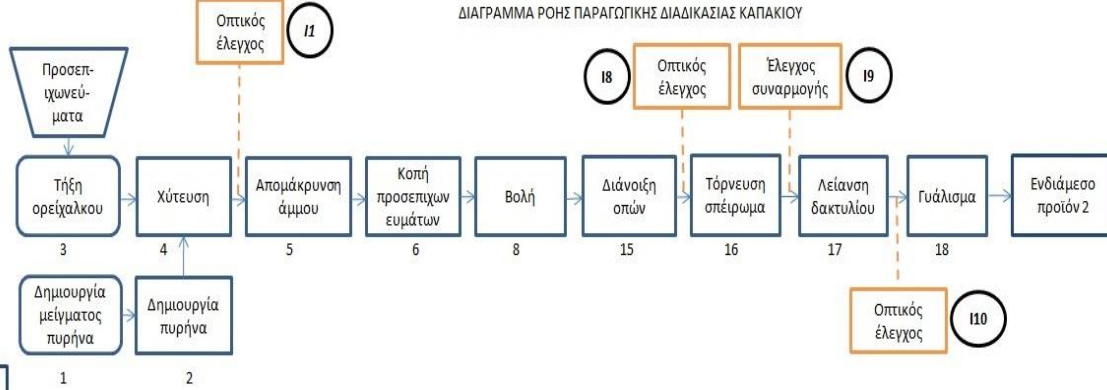 ΔΙΑΓΡΑΜΜΑ ΡΟΗΣ ΠΑΡΑΓΩΓΙΚΗΣ ΔΙΑΔΙΚΑΣΙΑΣ ΚΑΠΑΚΙΟΥ
Οπτικός
έλεγχος
I1
Προσεπ-
ιχωνεύ-
ματα
I8
Οπτικός
έλεγχος
Έλεγχος
συναρμογής
I9
Τήξη
ορείχαλκου
3
Χύτευση
4
Απομάκρυνση
άμμου
5
Κοπή
προσεπιχων
ευμάτων
6
Βολή
8
Διάνοιξη
οπών
15
Τόρνευση
σπείρωμα
16
Λείανση
δακτυλίου
17
Γυάλισμα
18
Ενδιάμεσο
προϊόν 2
Δημιουργία
μείγματος
πυρήνα
1
Δημιουργία
πυρήνα
2
Οπτικός
έλεγχος
I10